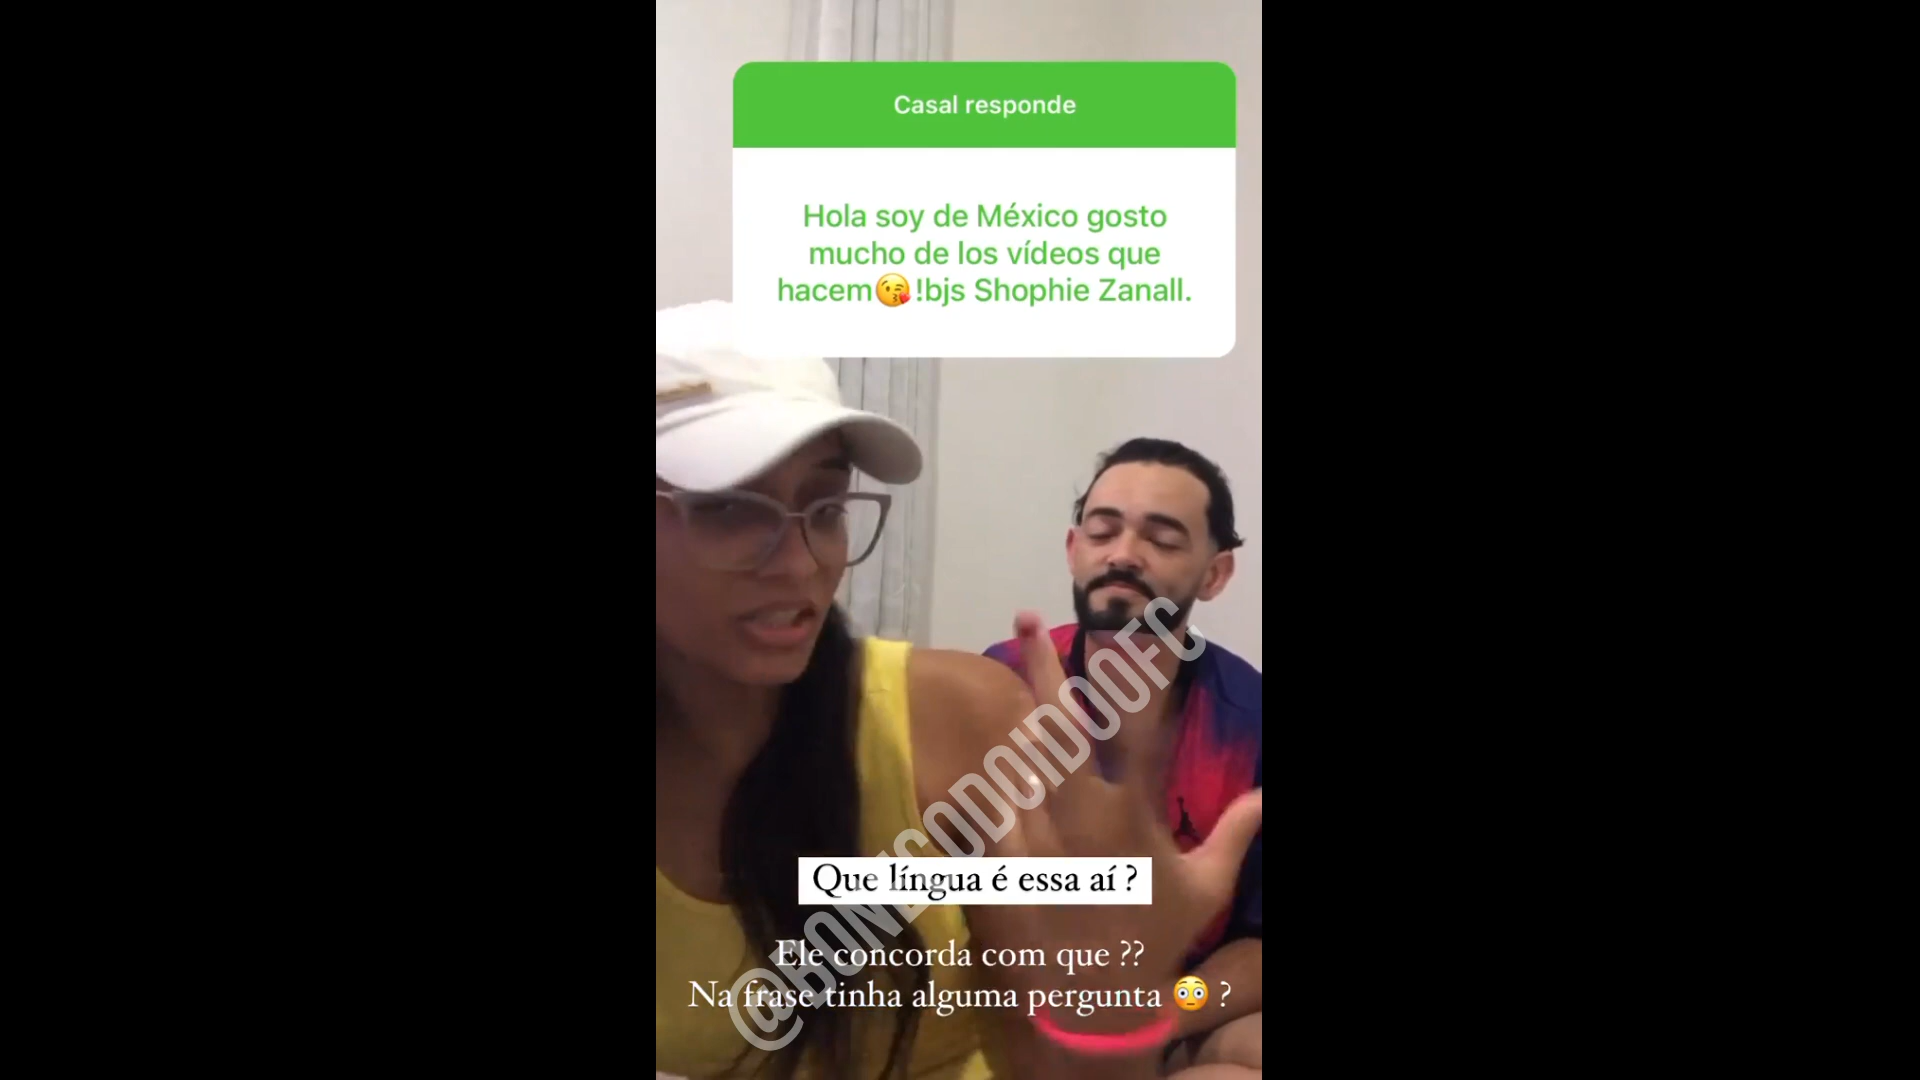 Casal responde
Hola soy de México gosto
mucho de los vídeos que
hacem😘!bjs Shophie Zanall.
Que língua é essa aí ?
Ele concorda com que ??
Na frase tinha alguma pergunta 😳 ?
@BONECODOIDOOFC